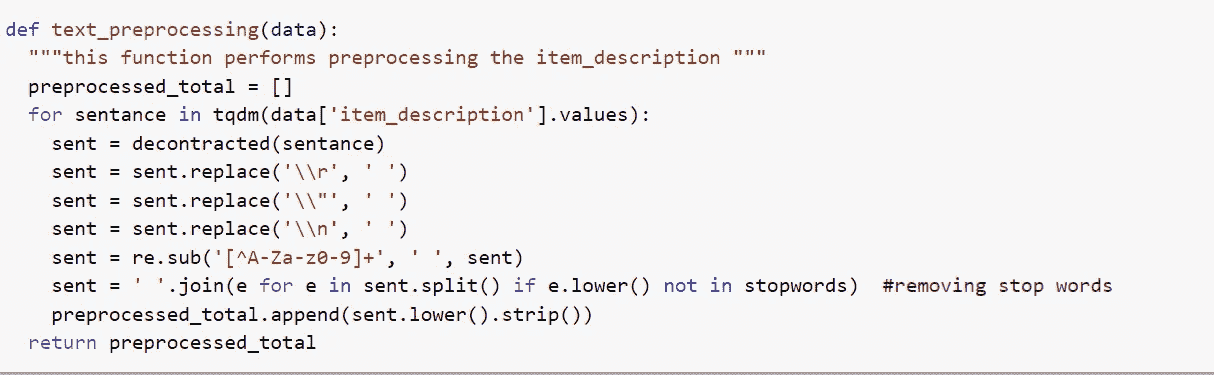 def text_preprocessing(data):
  """this function performs preprocessing the item_description """
  preprocessed_total = []
  for sentance in tqdm(data['item_description'].values):
    sent = decontracted(sentance)
    sent = sent.replace('\\r', ' ')
    sent = sent.replace('\\"', ' ')
    sent = sent.replace('\\n', ' ')
    sent = re.sub('[^A-Za-z0-9]+', ' ', sent)
    sent = ' '.join(e for e in sent.split() if e.lower() not in stopwords)  #removing stop words
    preprocessed_total.append(sent.lower().strip())
  return preprocessed_total